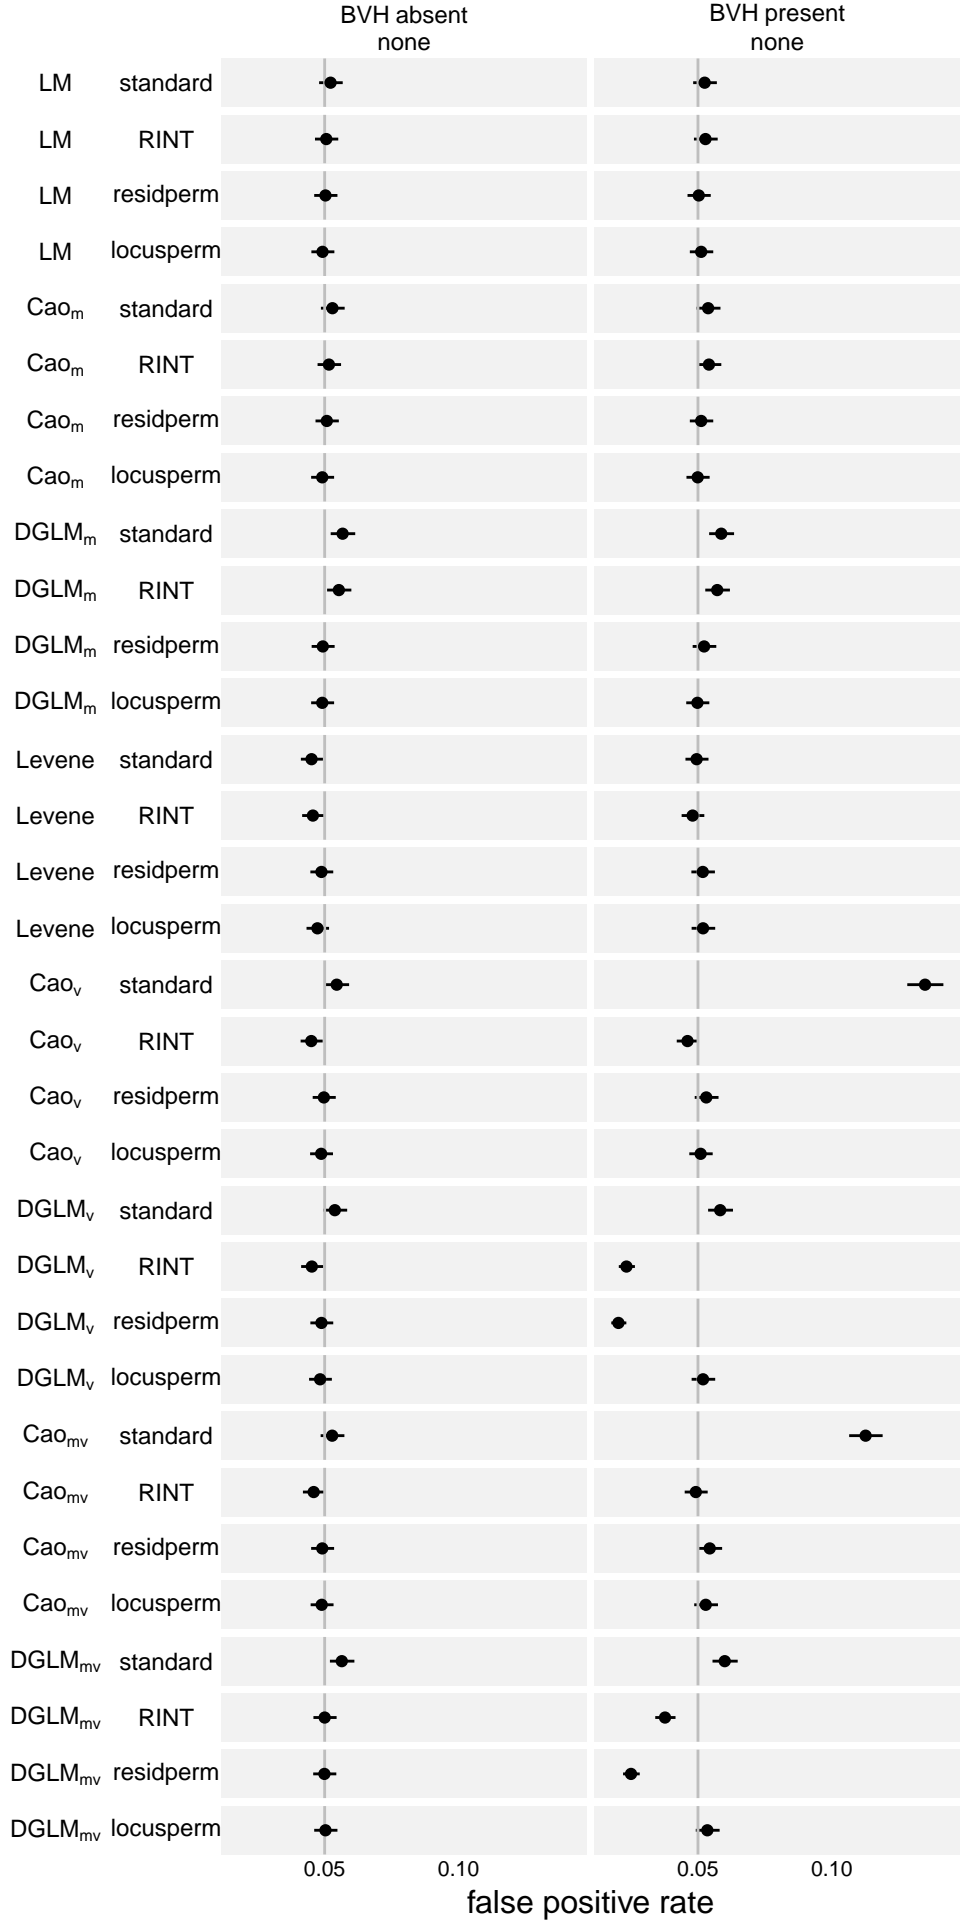 BVH absent BVH present
none none
LM standard
LM RINT
LM residperm
LM locusperm
Caom standard
Caom RINT
Caom residperm
Caom locusperm
DGLMm standard
DGLMm RINT
DGLMm residperm
DGLMm locusperm
Levene standard
Levene RINT
Levene residperm
Levene locusperm
Caov standard
Caov RINT
Caov residperm
Caov locusperm
DGLMv standard
DGLMv RINT
DGLMv residperm
DGLMv locusperm
Caomv standard
Caomv RINT
Caomv residperm
Caomv locusperm
DGLMmv standard
DGLMmv RINT
DGLMmv residperm
DGLMmv locusperm
0.05 0.10 0.05 0.10
false positive rate